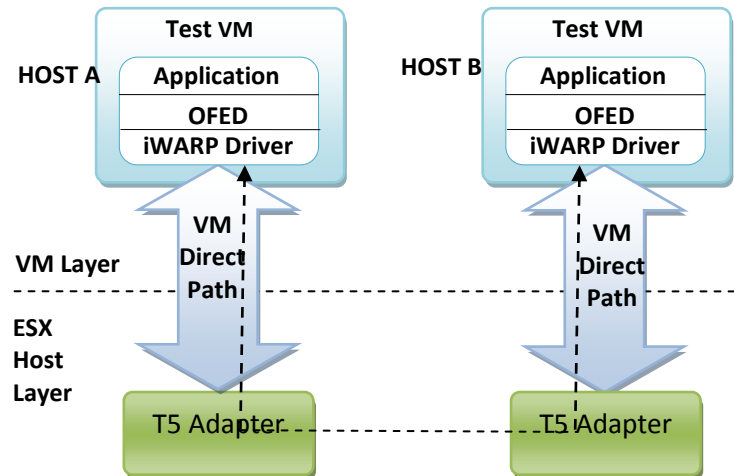 Test VM
HOST A
Application
OFED
iWARP Driver
VM
Direct
Path
Test VM
HOST B
Application
OFED
iWARP Driver
VM
Direct
Path
VM Layer
ESX
Host
Layer
T5 Adapter
T5 Adapter